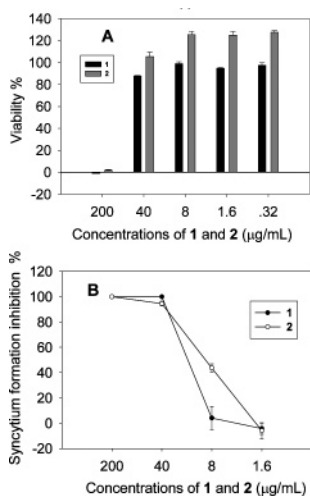 140
120
100
80
60
40
20
0
-20
Viability %
A
1
2
200 40 8 1.6 .32
Concentrations of 1 and 2 (µg/mL)
120
100
80
60
40
20
0
-20
Syncytium formation inhibition %
B
1
2
200 40 8 1.6
Concentrations of 1 and 2 (µg/mL)